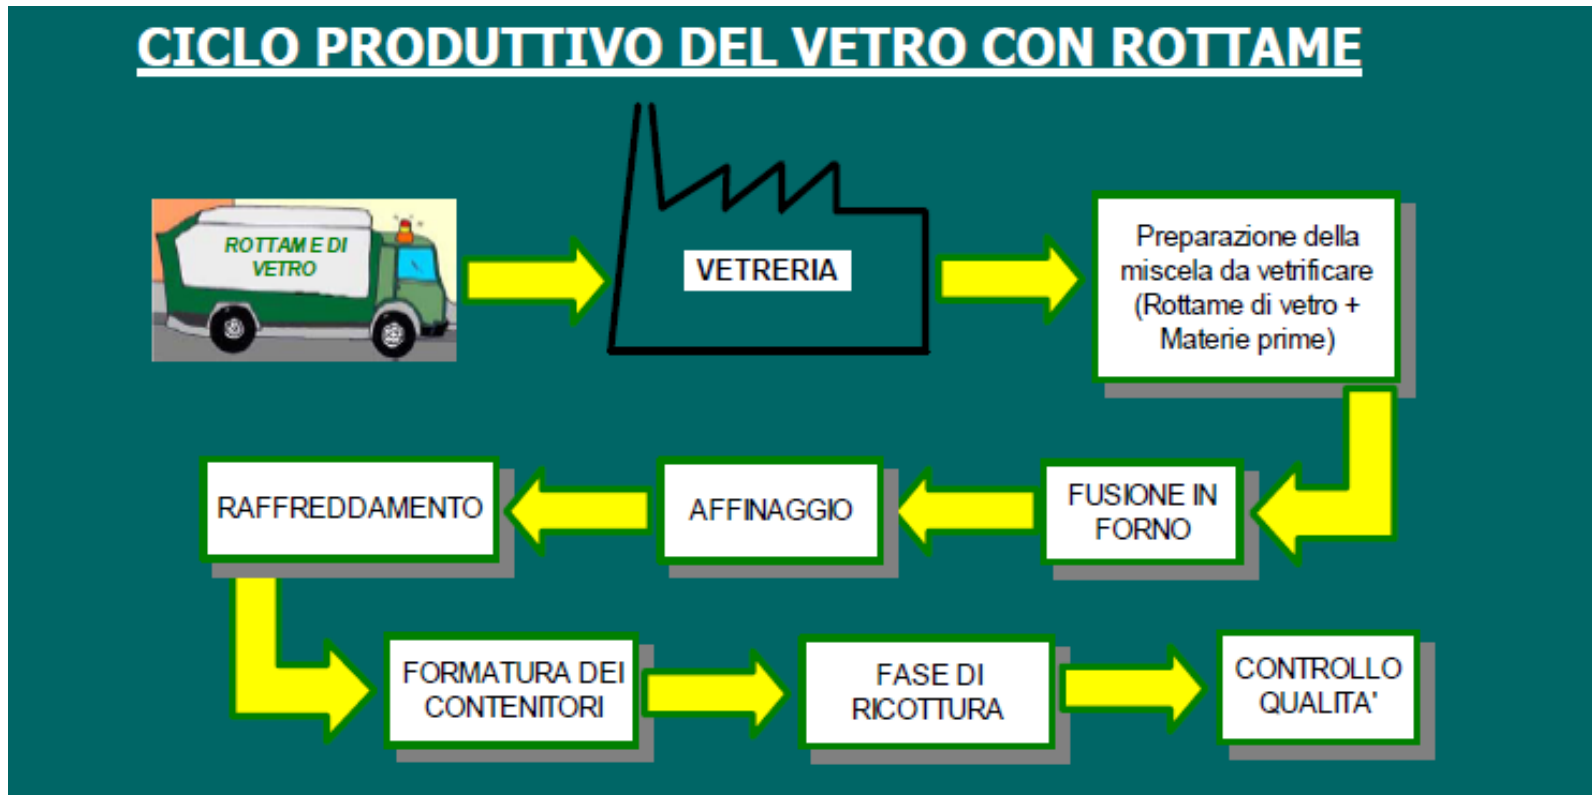 CICLO PRODUTTIVO DEL VETRO CON ROTTAME
ROTTAME DI
VETRO
VETRERIA
Preparazione della
miscela da vetrificare
(Rottame di vetro +
Materie prime)
FUSIONE IN
FORNO
AFFINAGGIO
RAFFREDDAMENTO
FORMATURA DEI
CONTENITORI
FASE DI
RICOTTURA
CONTROLLO
QUALITA'